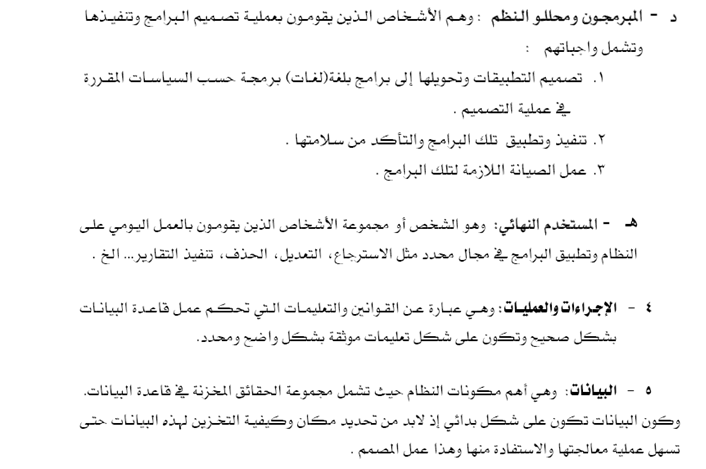 د - المبرمجون ومحللو النظم : وهم الأشخاص الذين يقومون بعملية تصميم البرامج وتنفيذها
وتشمل واجباتهم :
١. تصميم التطبيقات وتحويلها إلى برامج بلغة(لغات) برمجة حسب السياسات المقررة
في عملية التصميم .
٢. تنفيذ وتطبيق تلك البرامج والتأكد من سلامتها .
٣. عمل الصيانة اللازمة لتلك البرامج .
هـ - المستخدم النهائي: وهو الشخص أو مجموعة الأشخاص الذين يقومون بالعمل اليومي على
النظام وتطبيق البرامج في مجال محدد مثل الاسترجاع، التعديل، الحذف، تنفيذ التقارير... الخ .
٤ - الإجراءات والعمليات: وهي عبارة عن القوانين والتعليمات التي تحكم عمل قاعدة البيانات
بشكل صحيح وتكون على شكل تعليمات موثقة بشكل واضح ومحدد.
٥ - البيانات: وهي أهم مكونات النظام حيث تشمل مجموعة الحقائق المخزنة في قاعدة البيانات.
وكون البيانات تكون على شكل بدائي إذ لابد من تحديد مكان وكيفية التخزين لهذه البيانات حتى
تسهل عملية معالجتها والاستفادة منها وهذا عمل المصمم .